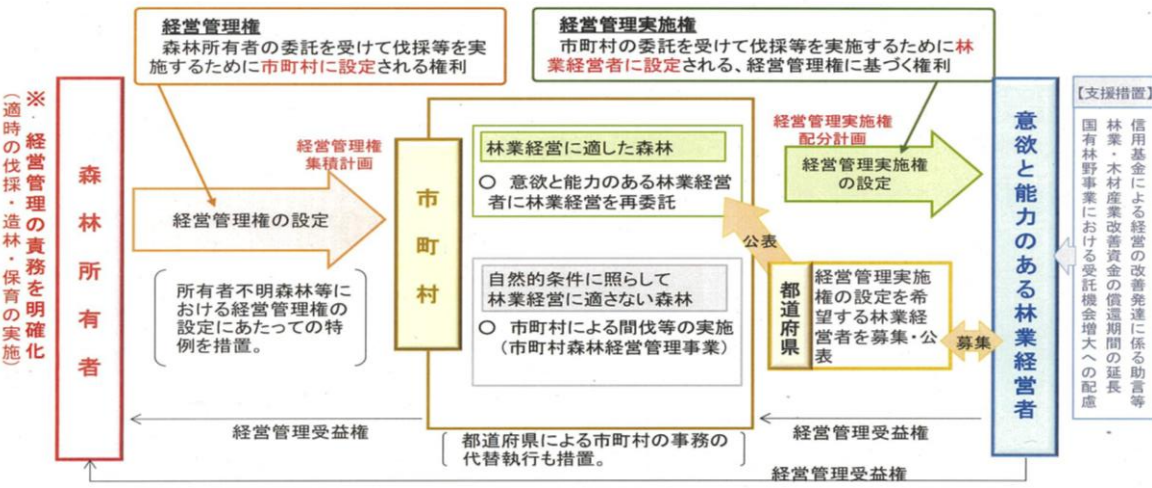 経営管理権
森林所有者の委託を受けて伐採等を実
施するために市町村に設定される権利
経営管理実施権
市町村の委託を受けて伐採等を実施するために林
業経営者に設定される、経営管理権に基づく権利
※ 経営管理の責務を明確化
(適時の伐採・造林・保育の実施)
森林所有者
経営管理権
集積計画
経営管理権の設定
所有者不明森林等に
おける経営管理権の
設定にあたっての特
例を措置。
市町村
林業経営に適した森林
○ 意欲と能力のある林業経営
者に林業経営を再委託
自然的条件に照らして
林業経営に適さない森林
○ 市町村による間伐等の実施
(市町村森林経営管理事業)
経営管理実施権
配分計画
経営管理実施権
の設定
公表
都道府県
経営管理実施
権の設定を希
望する林業経
営者を募集・公
表
募集
意欲と能力のある林業経営者
【支援措置】
信用基金による経営の改善発達に係る助言等
林業・木材産業改善資金の償還期間の延長
国有林野事業における受託機会増大への配慮
経営管理受益権
都道府県による市町村の事務の
代替執行も措置。
経営管理受益権
経営管理受益権